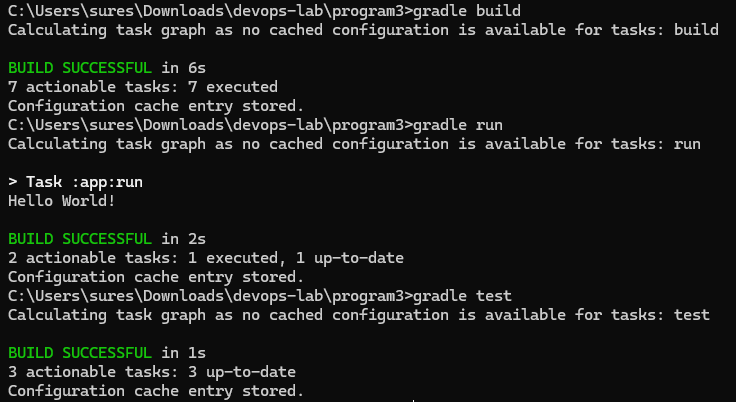 C:\Users\sures\Downloads\devops-lab\program3>gradle build
Calculating task graph as no cached configuration is available for tasks: build
BUILD SUCCESSFUL in 6s
7 actionable tasks: 7 executed
Configuration cache entry stored.
C:\Users\sures\Downloads\devops-lab\program3>gradle run
Calculating task graph as no cached configuration is available for tasks: run
> Task :app:run
Hello World!
BUILD SUCCESSFUL in 2s
2 actionable tasks: 1 executed, 1 up-to-date
Configuration cache entry stored.
C:\Users\sures\Downloads\devops-lab\program3>gradle test
Calculating task graph as no cached configuration is available for tasks: test
BUILD SUCCESSFUL in 1s
3 actionable tasks: 3 up-to-date
Configuration cache entry stored.